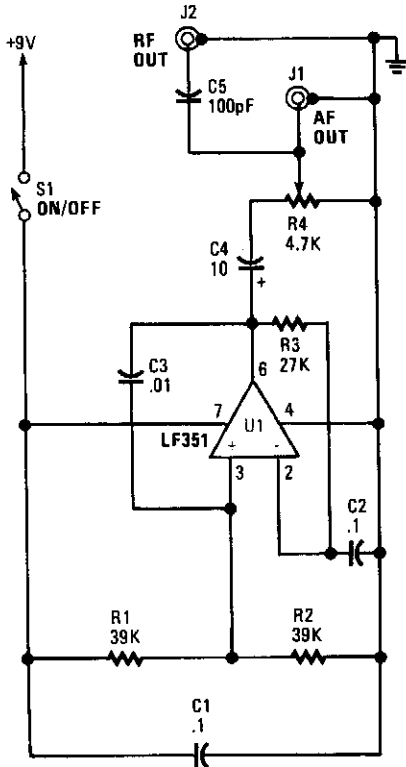 J2
+9V
RF
OUT
J1
C5
100pF
AF
OUT
S1
ON/OFF
R4
4.7K
C4
10
+
R3
27K
C3
.01
6
7
4
LF351
U1
+
-
3
2
C2
.1
R1
39K
R2
39K
C1
.1